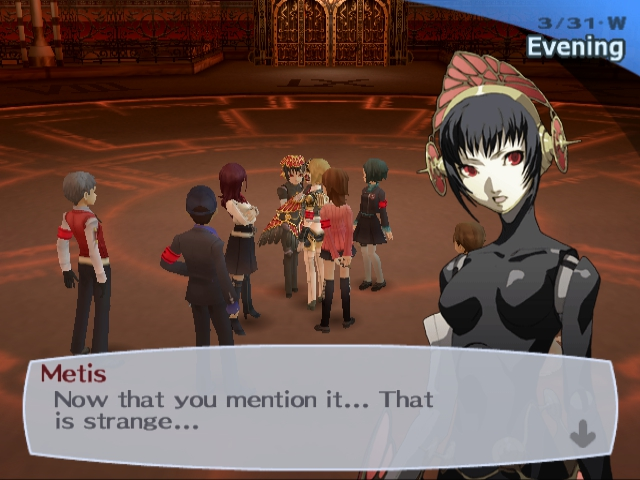 3/31·W
Evening
Metis
Now that you mention it... That
is strange...